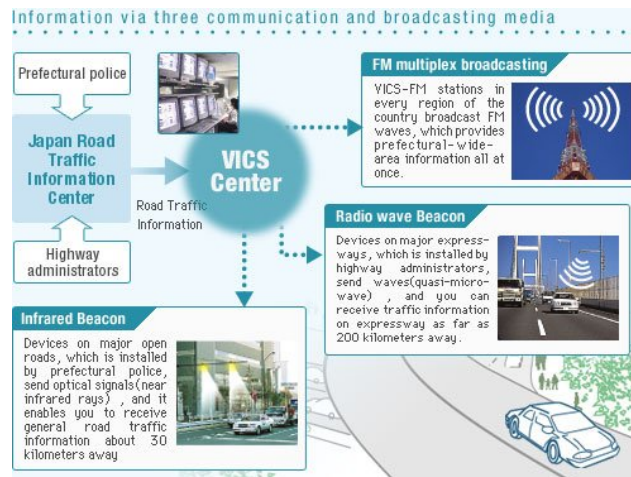 Information via three communication and broadcasting media
Prefectural police
Japan Road
Traffic
Information
Center
Highway
administrators
Road Traffic
Information
VICS
Center
FM multiplex broadcasting
VICS-FM stations in
every region of the
country broadcast FM
waves, which provides
prefectural-wide-
area information all at
once.
Radio wave Beacon
Devices on major express-
ways, which is installed by
highway administrators,
send waves(quasi-micro-
wave) , and you can
receive traffic information
on expressway as far as
200 kilometers away.
Infrared Beacon
Devices on major open
roads, which is installed
by prefectural police,
send optical signals(near
infrared rays) , and it
enables you to receive
general road traffic
information about 30
kilometers away